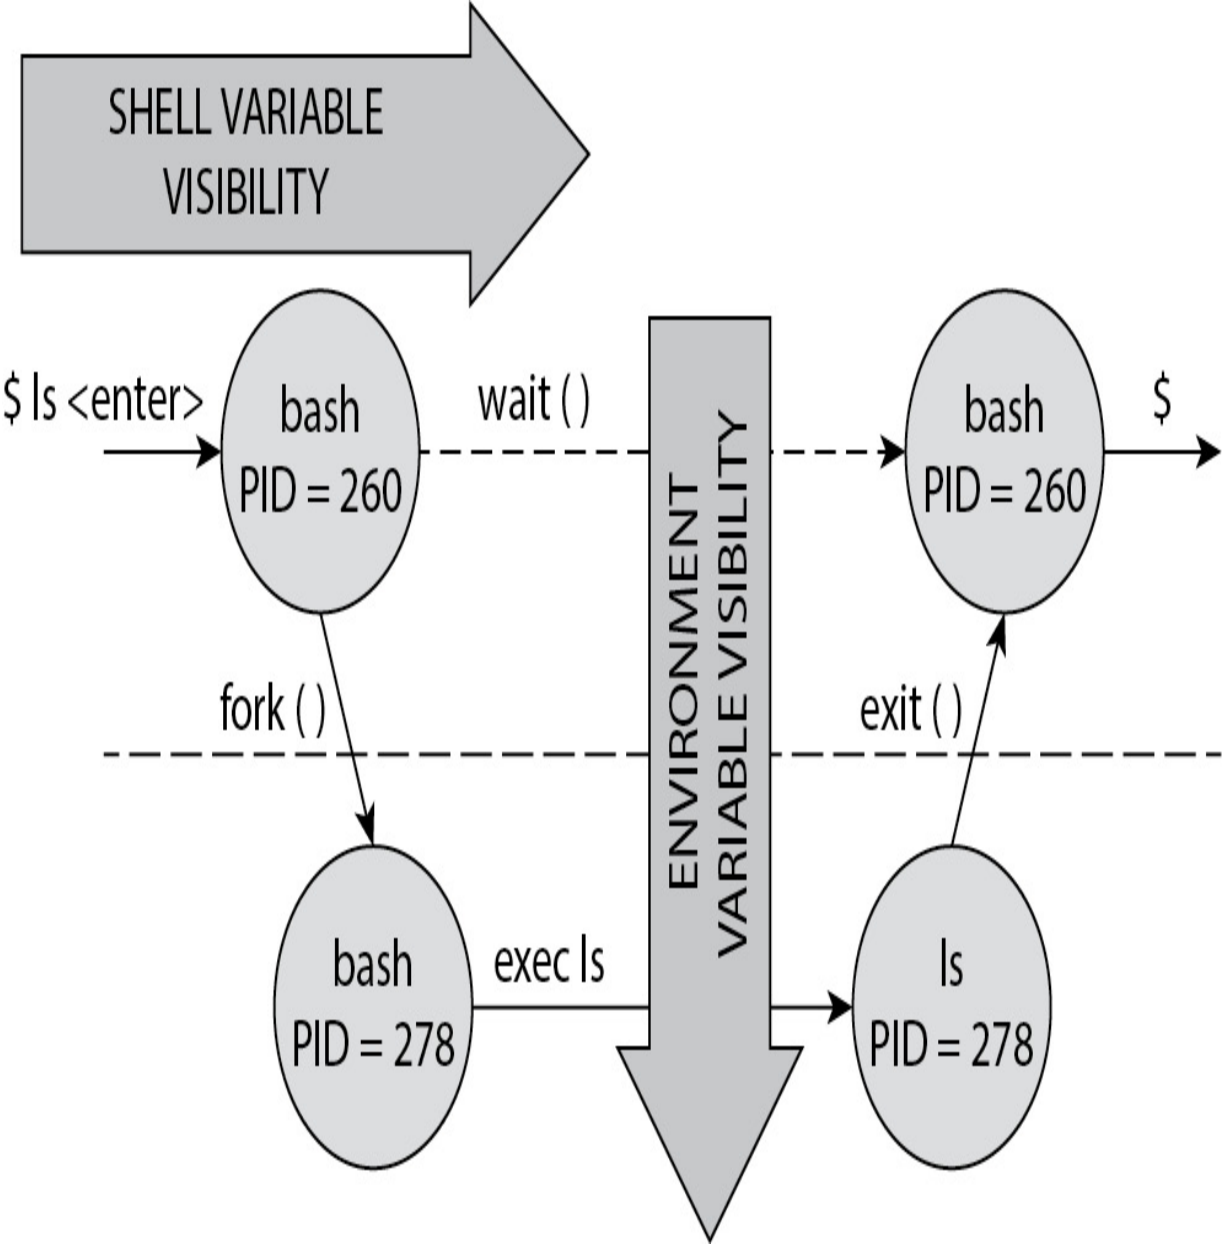 SHELL VARIABLE
VISIBILITY
$ ls <enter>
bash
PID = 260
wait ( )
bash
PID = 260
$
ENVIRONMENT
VARIABLE VISIBILITY
fork ( )
exit ( )
bash
PID = 278
exec ls
ls
PID = 278